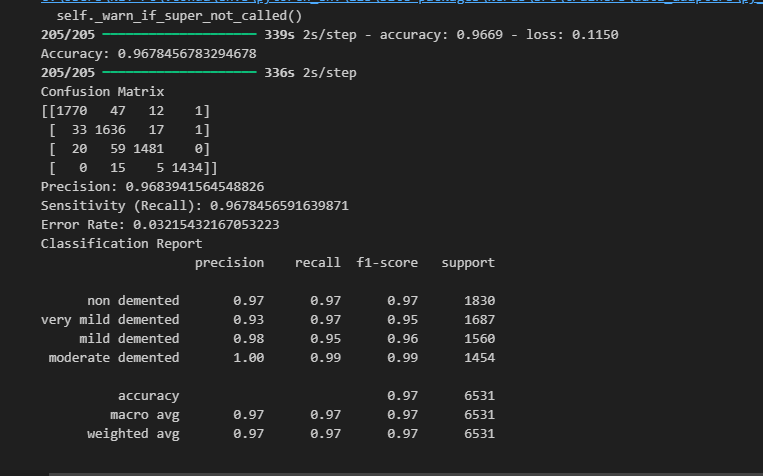 self._warn_if_super_not_called()
205/205 ━━━━━━━━━━━━━━━━━━━━ 339s 2s/step - accuracy: 0.9669 - loss: 0.1150
Accuracy: 0.9678456783294678
205/205 ━━━━━━━━━━━━━━━━━━━━ 336s 2s/step
Confusion Matrix
[[1770   47   12    1]
 [  33 1636   17    1]
 [  20   59 1481    0]
 [   0   15    5 1434]]
Precision: 0.9683941564548826
Sensitivity (Recall): 0.9678456591639871
Error Rate: 0.03215432167053223
Classification Report
precision    recall  f1-score   support
non demented       0.97      0.97      0.97      1830
very mild demented       0.93      0.97      0.95      1687
mild demented       0.98      0.95      0.96      1560
moderate demented       1.00      0.99      0.99      1454
accuracy                           0.97      6531
macro avg       0.97      0.97      0.97      6531
weighted avg       0.97      0.97      0.97      6531